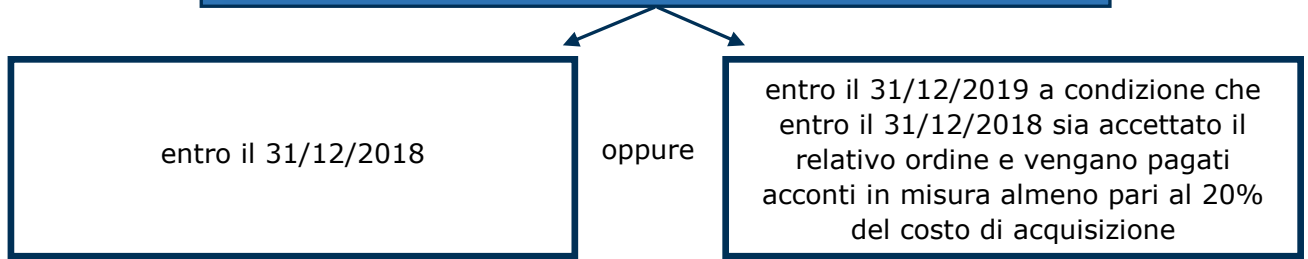 entro il 31/12/2018
oppure
entro il 31/12/2019 a condizione che
entro il 31/12/2018 sia accettato il
relativo ordine e vengano pagati
acconti in misura almeno pari al 20%
del costo di acquisizione